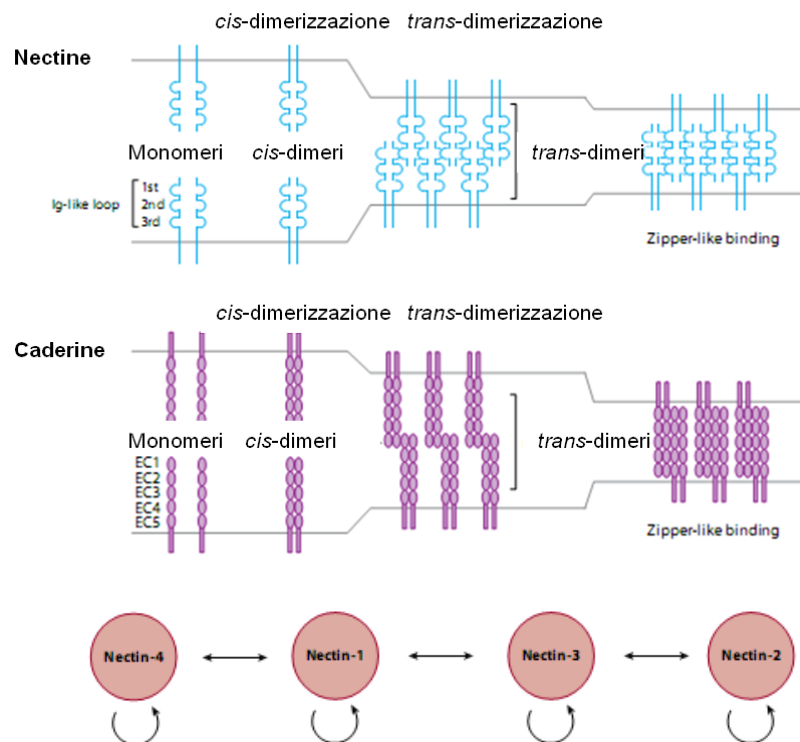 cis-dimerizzazione trans-dimerizzazione
Nectine
Monomeri cis-dimeri trans-dimeri
Ig-like loop
1st
2nd
3rd
Zipper-like binding
cis-dimerizzazione trans-dimerizzazione
Caderine
Monomeri cis-dimeri trans-dimeri
EC1
EC2
EC3
EC4
EC5
Zipper-like binding
Nectin-4 Nectin-1 Nectin-3 Nectin-2